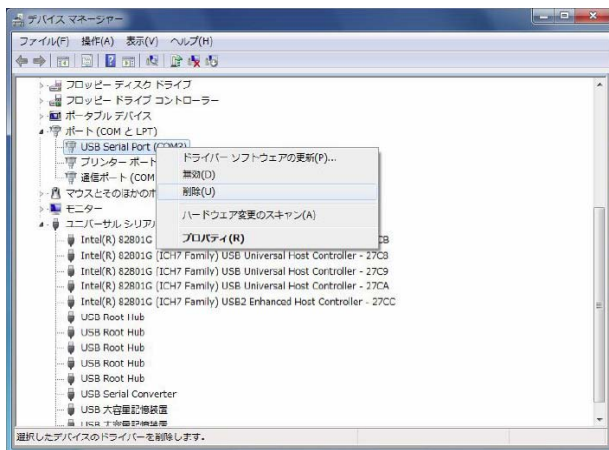 デバイス マネージャー
ファイル(F) 操作(A) 表示(V) ヘルプ(H)
フロッピー ディスク ドライブ
フロッピー ドライブ コントローラー
ポータブル デバイス
ポート (COM と LPT)
USB Serial Port (COM3)
ドライバー ソフトウェアの更新(P)...
プリンター ポート
無効(D)
通信ポート (COM
削除(U)
マウスとそのほかのポ
モニター
ハードウェア変更のスキャン(A)
ユニバーサル シリアル
プロパティ(R)
Intel(R) 82801G
Intel(R) 82801G (ICH7 Family) USB Universal Host Controller - 27C8
Intel(R) 82801G (ICH7 Family) USB Universal Host Controller - 27C9
Intel(R) 82801G (ICH7 Family) USB Universal Host Controller - 27CA
Intel(R) 82801G (ICH7 Family) USB2 Enhanced Host Controller - 27CC
USB Root Hub
USB Root Hub
USB Root Hub
USB Root Hub
USB Root Hub
USB Serial Converter
USB 大容量記憶装置
USB 大容量記憶装置
選択したデバイスのドライバーを削除します。